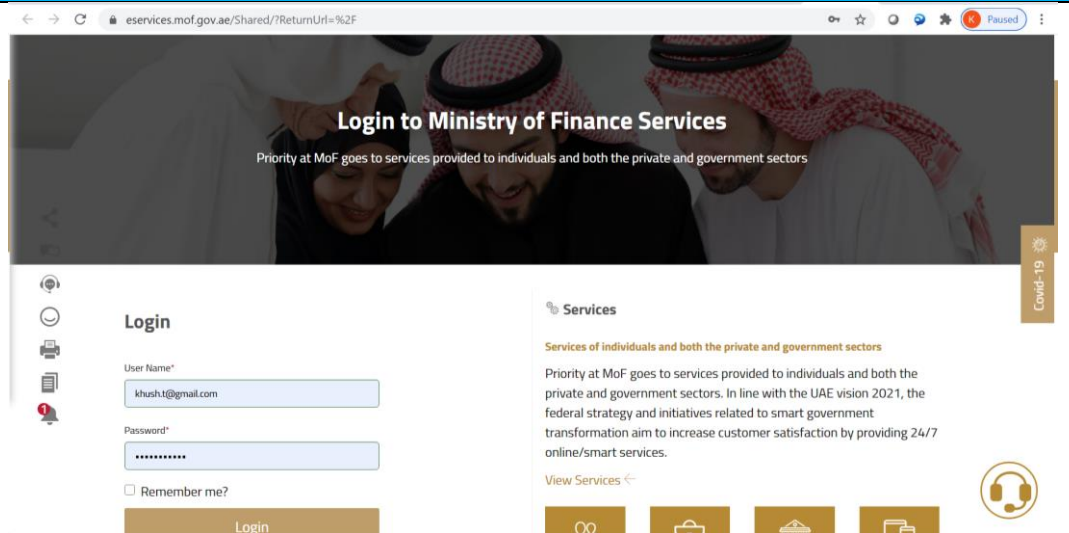 eservices.mof.gov.ae/Shared/?ReturnUrl=%2F
K Paused
Login to Ministry of Finance Services
Priority at MoF goes to services provided to individuals and both the private and government sectors
Covid-19
1
Login
User Name*
khush.t@gmail.com
Password*
•••••••••••
Remember me?
Login
Services
Services of individuals and both the private and government sectors
Priority at MoF goes to services provided to individuals and both the
private and government sectors. In line with the UAE vision 2021, the
federal strategy and initiatives related to smart government
transformation aim to increase customer satisfaction by providing 24/7
online/smart services.
View Services